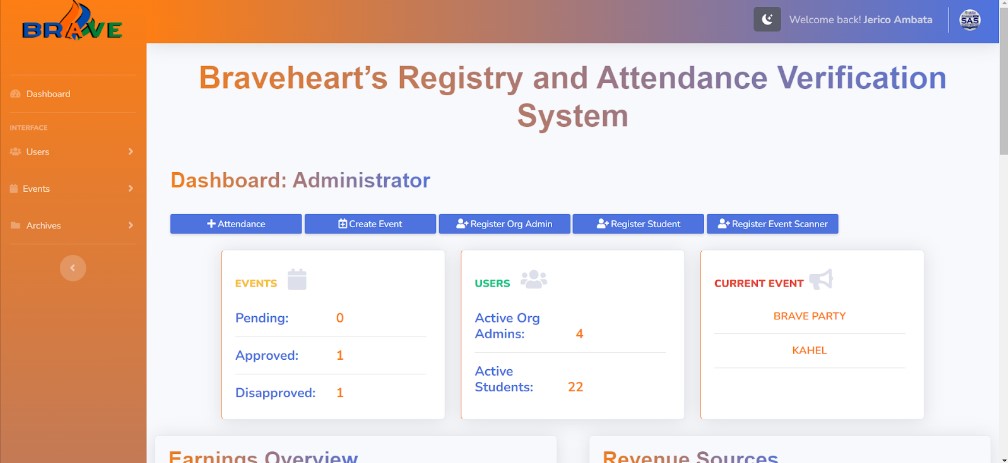 BRAVE
Welcome back! Jerico Ambata
SAS
Braveheart's Registry and Attendance Verification
System
Dashboard
INTERFACE
Users
Events
Archives
Dashboard: Administrator
Attendance
Create Event
Register Org Admin
Register Student
Register Event Scanner
EVENTS
Pending: 0
Approved: 1
Disapproved: 1
USERS
Active Org
Admins: 4
Active
Students: 22
CURRENT EVENT
BRAVE PARTY
KAHEL
Earnings Overview
Revenue Sources